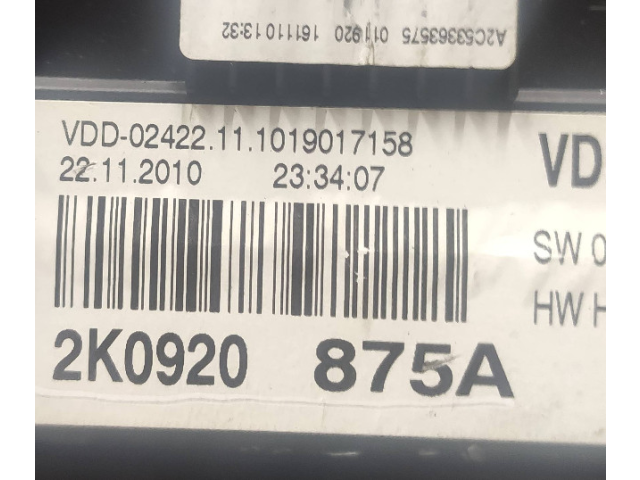 A2C53363575 011920 161110 13:32
VDD-02422.11.1019017158
22.11.2010 23:34:07
VD
SW 0
HW H
2K0920 875A